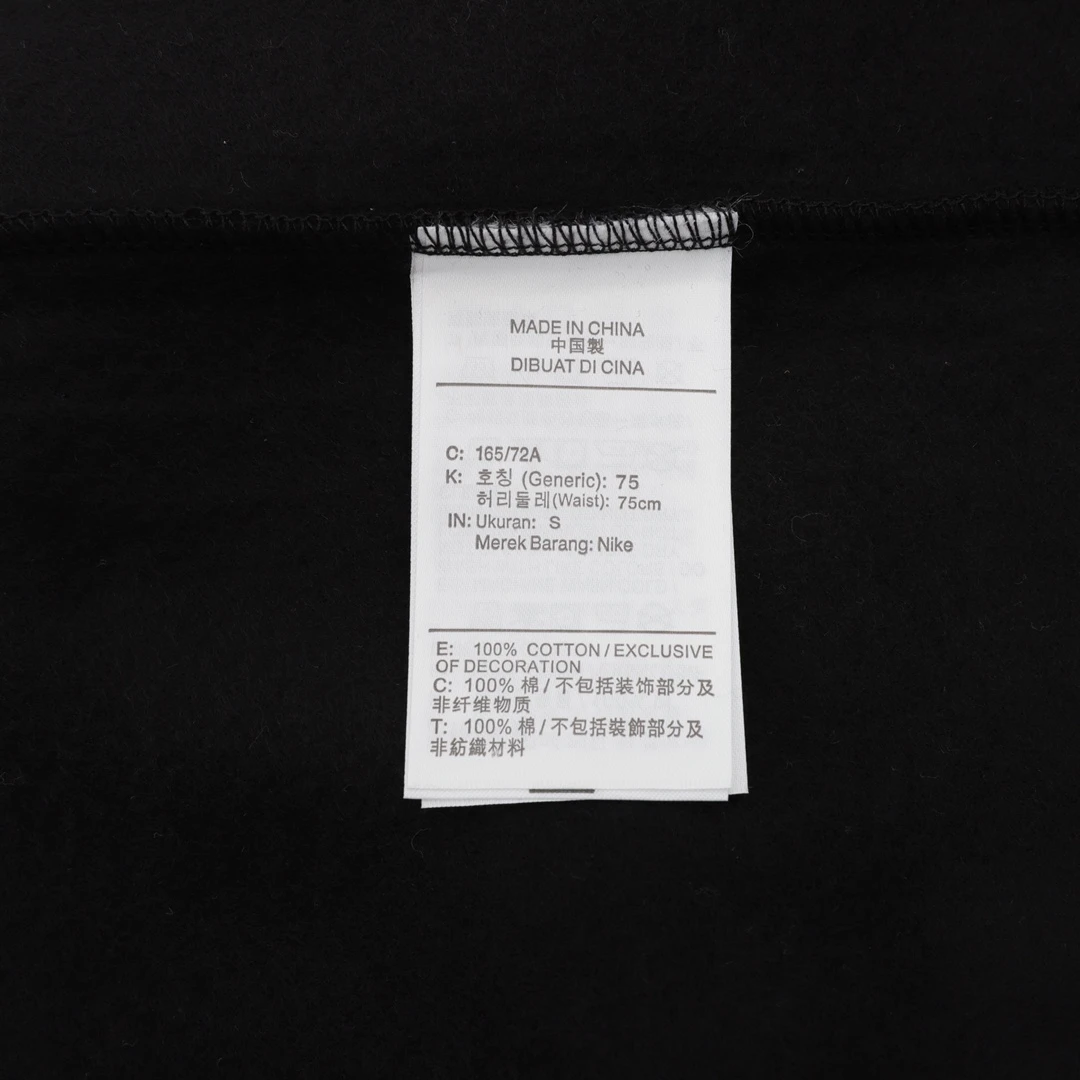 MADE IN CHINA
中国製
DIBUAT DI CINA
C: 165/72A
K: 호칭 (Generic): 75
허리둘레(Waist): 75cm
IN: Ukuran: S
Merek Barang: Nike
E: 100% COTTON / EXCLUSIVE
OF DECORATION
C: 100% 棉 / 不包括装饰部分及
非纤维物质
T: 100% 棉 / 不包括裝飾部分及
非紡織材料